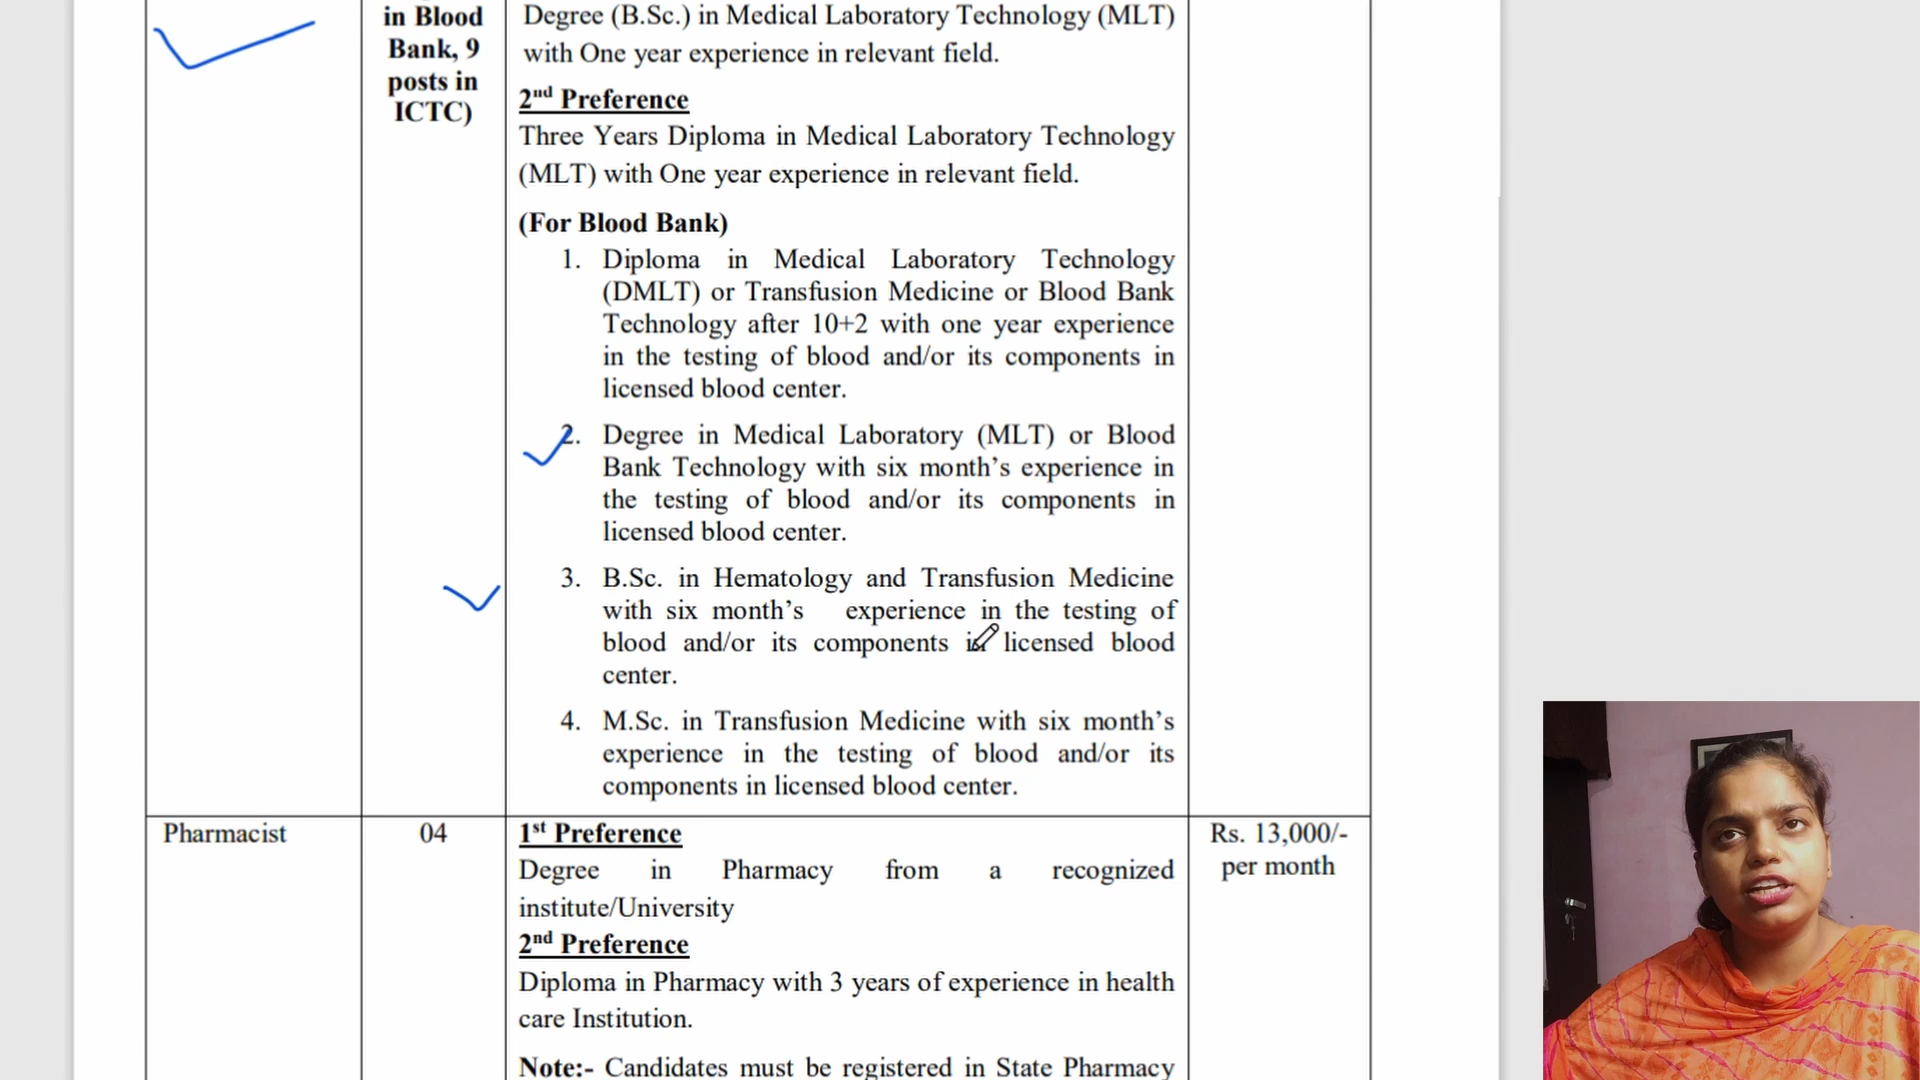 in Blood
Bank, 9
posts in
ICTC)
Degree (B.Sc.) in Medical Laboratory Technology (MLT)
with One year experience in relevant field.
2nd Preference
Three Years Diploma in Medical Laboratory Technology
(MLT) with One year experience in relevant field.
(For Blood Bank)
1. Diploma in Medical Laboratory Technology
(DMLT) or Transfusion Medicine or Blood Bank
Technology after 10+2 with one year experience
in the testing of blood and/or its components in
licensed blood center.
2. Degree in Medical Laboratory (MLT) or Blood
Bank Technology with six month’s experience in
the testing of blood and/or its components in
licensed blood center.
3. B.Sc. in Hematology and Transfusion Medicine
with six month’s experience in the testing of
blood and/or its components in licensed blood
center.
4. M.Sc. in Transfusion Medicine with six month’s
experience in the testing of blood and/or its
components in licensed blood center.
Pharmacist
04
1st Preference
Degree in Pharmacy from a recognized
institute/University
2nd Preference
Diploma in Pharmacy with 3 years of experience in health
care Institution.
Note:- Candidates must be registered in State Pharmacy
Rs. 13,000/-
per month